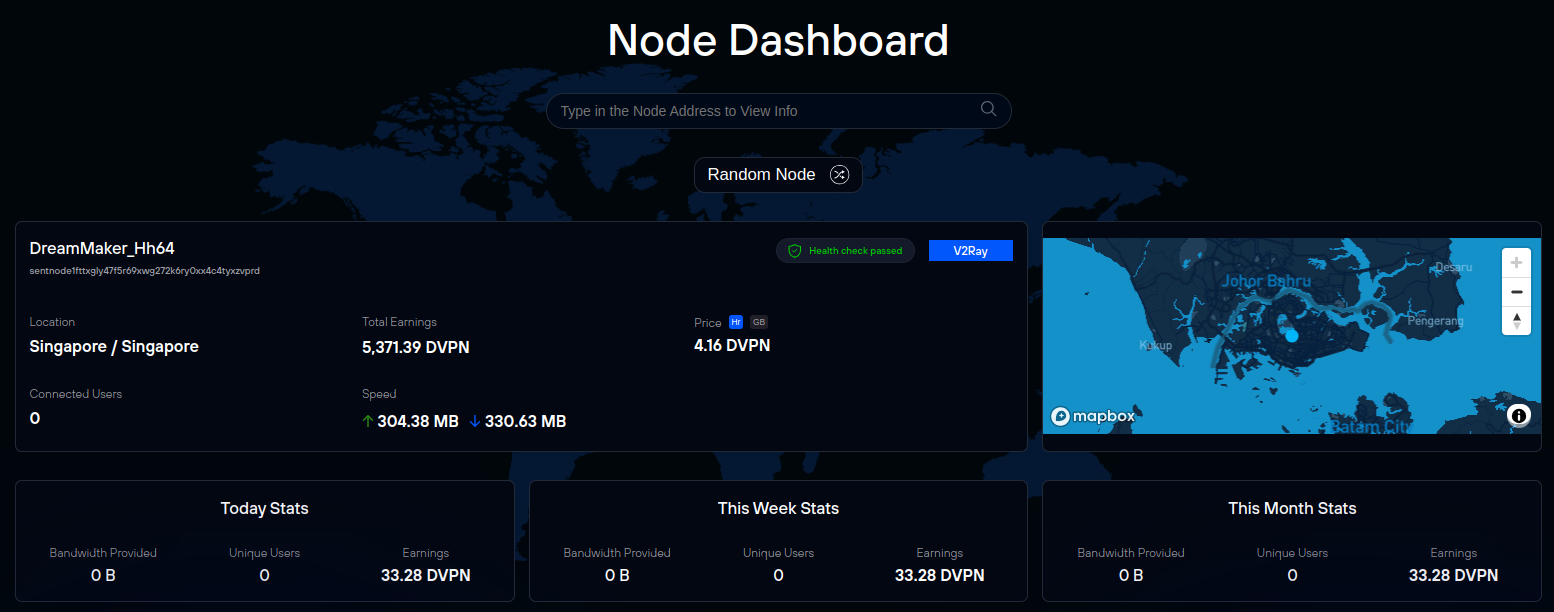 Node Dashboard
Type in the Node Address to View Info
Random Node
DreamMaker_Hh64
sentnode1fttxgly47f5r69xwg272k6ry0xx4c4tyxzvprd
Health check passed
V2Ray
Location
Singapore / Singapore
Total Earnings
5,371.39 DVPN
Price Hr GB
4.16 DVPN
Connected Users
0
Speed
304.38 MB 330.63 MB
Desaru
Johor Bahru
Pengerang
Kukup
mapbox
Batam City
Today Stats
Bandwidth Provided Unique Users Earnings
0 B 0 33.28 DVPN
This Week Stats
Bandwidth Provided Unique Users Earnings
0 B 0 33.28 DVPN
This Month Stats
Bandwidth Provided Unique Users Earnings
0 B 0 33.28 DVPN